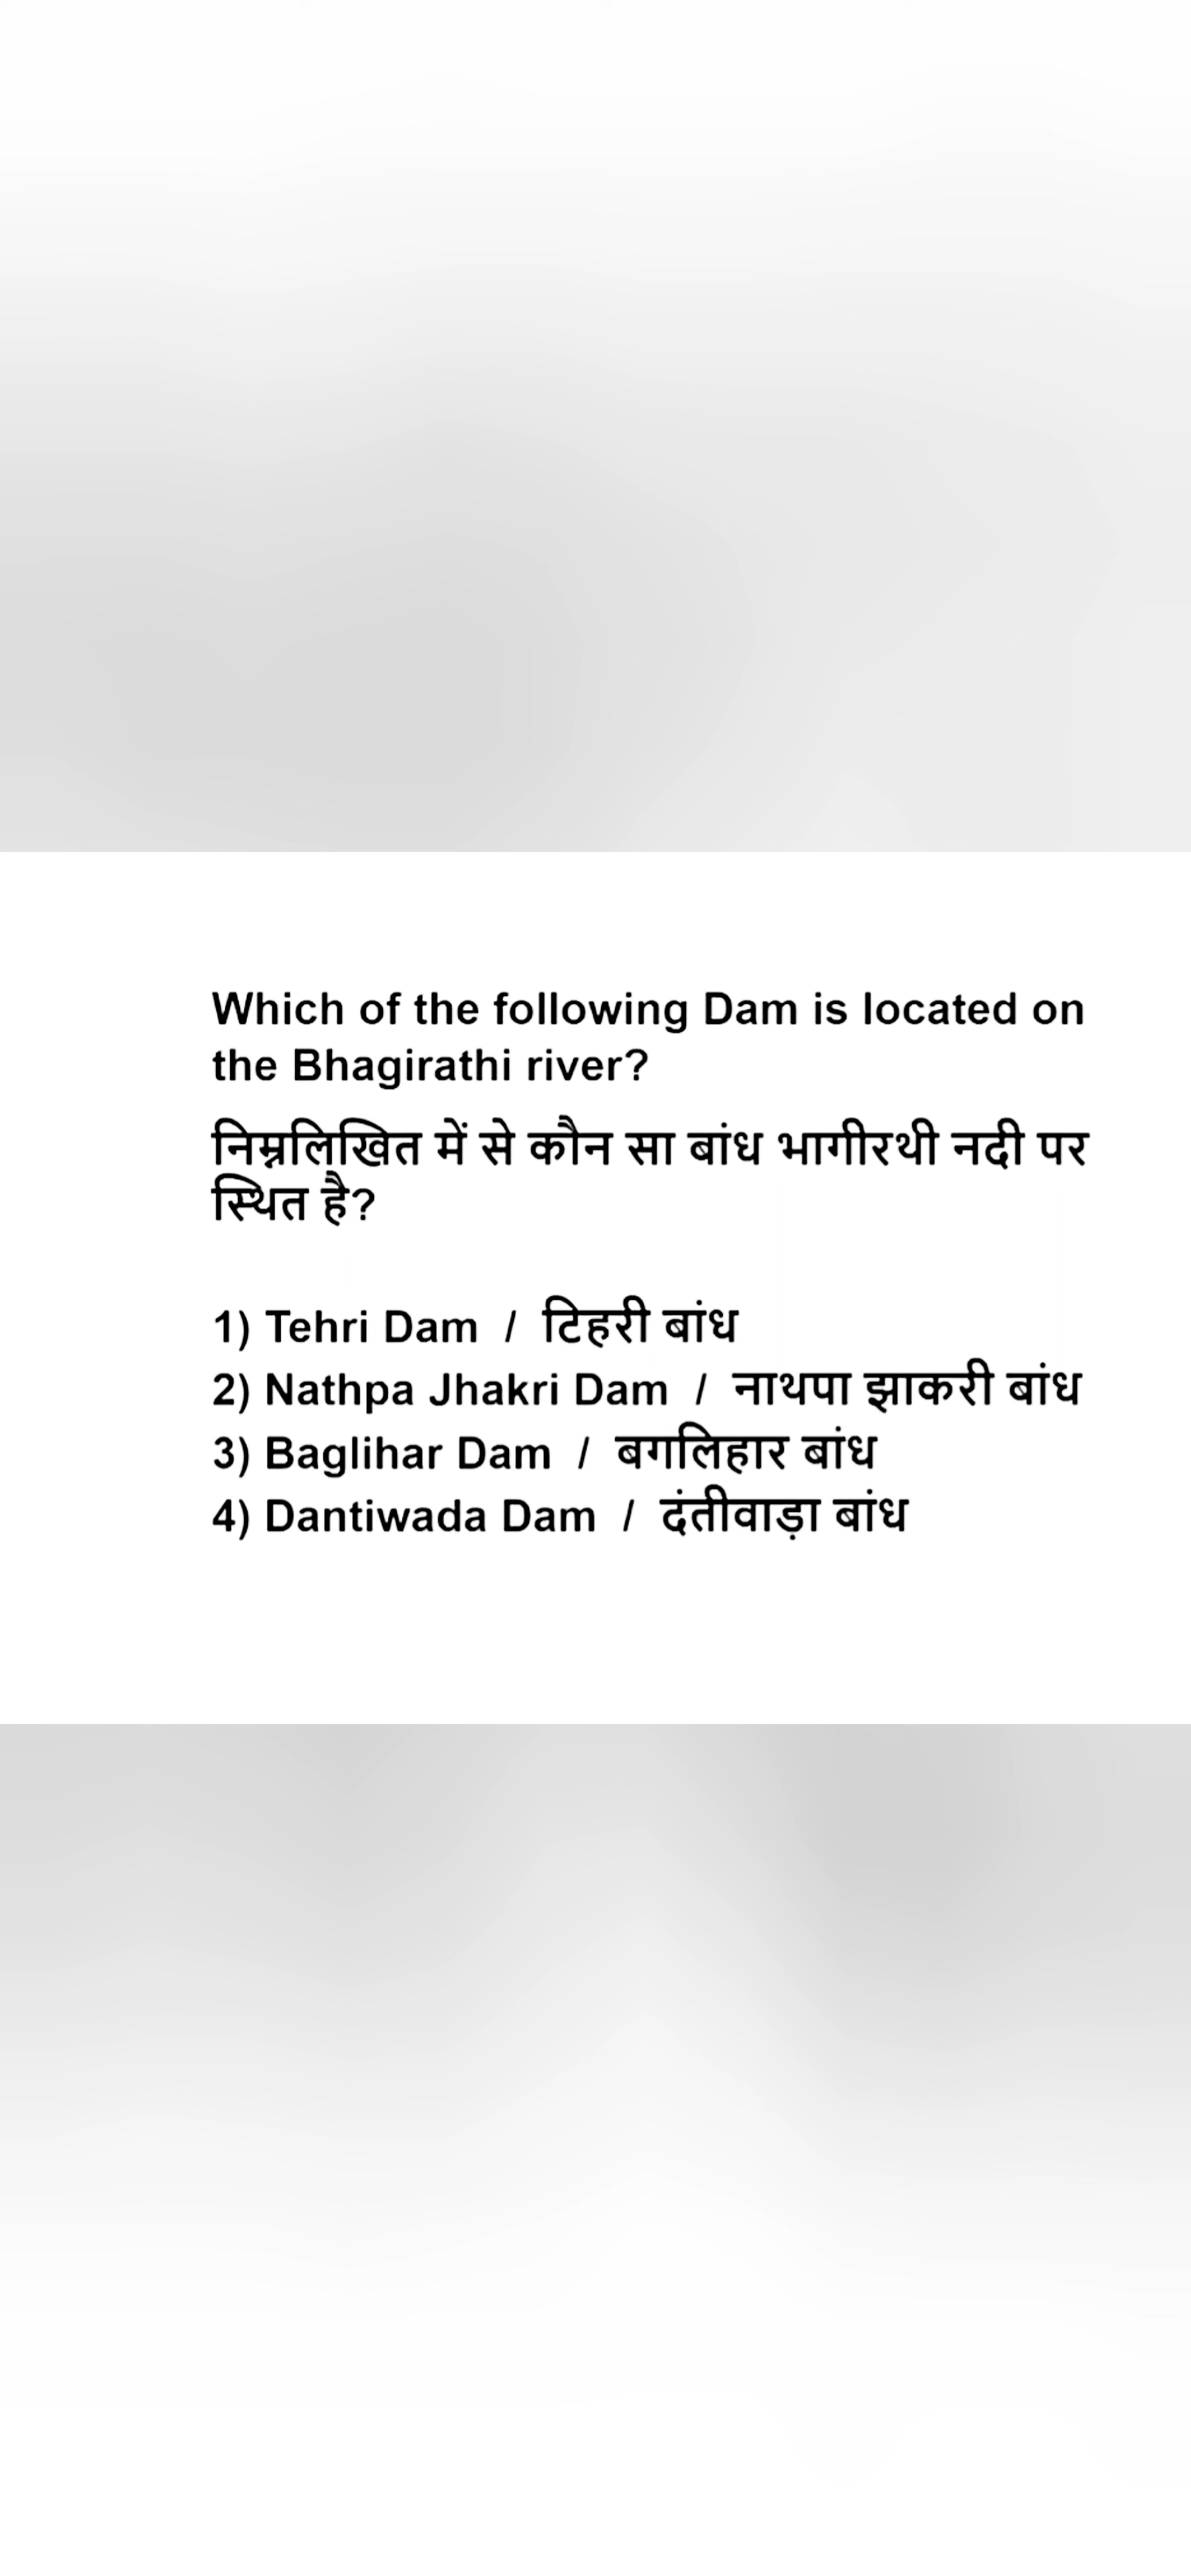 Which of the following Dam is located on
the Bhagirathi river?
निम्नलिखित में से कौन सा बांध भागीरथी नदी पर
स्थित है?
1) Tehri Dam / टिहरी बांध
2) Nathpa Jhakri Dam / नाथपा झाकरी बांध
3) Baglihar Dam / बगलिहार बांध
4) Dantiwada Dam / दंतीवाड़ा बांध